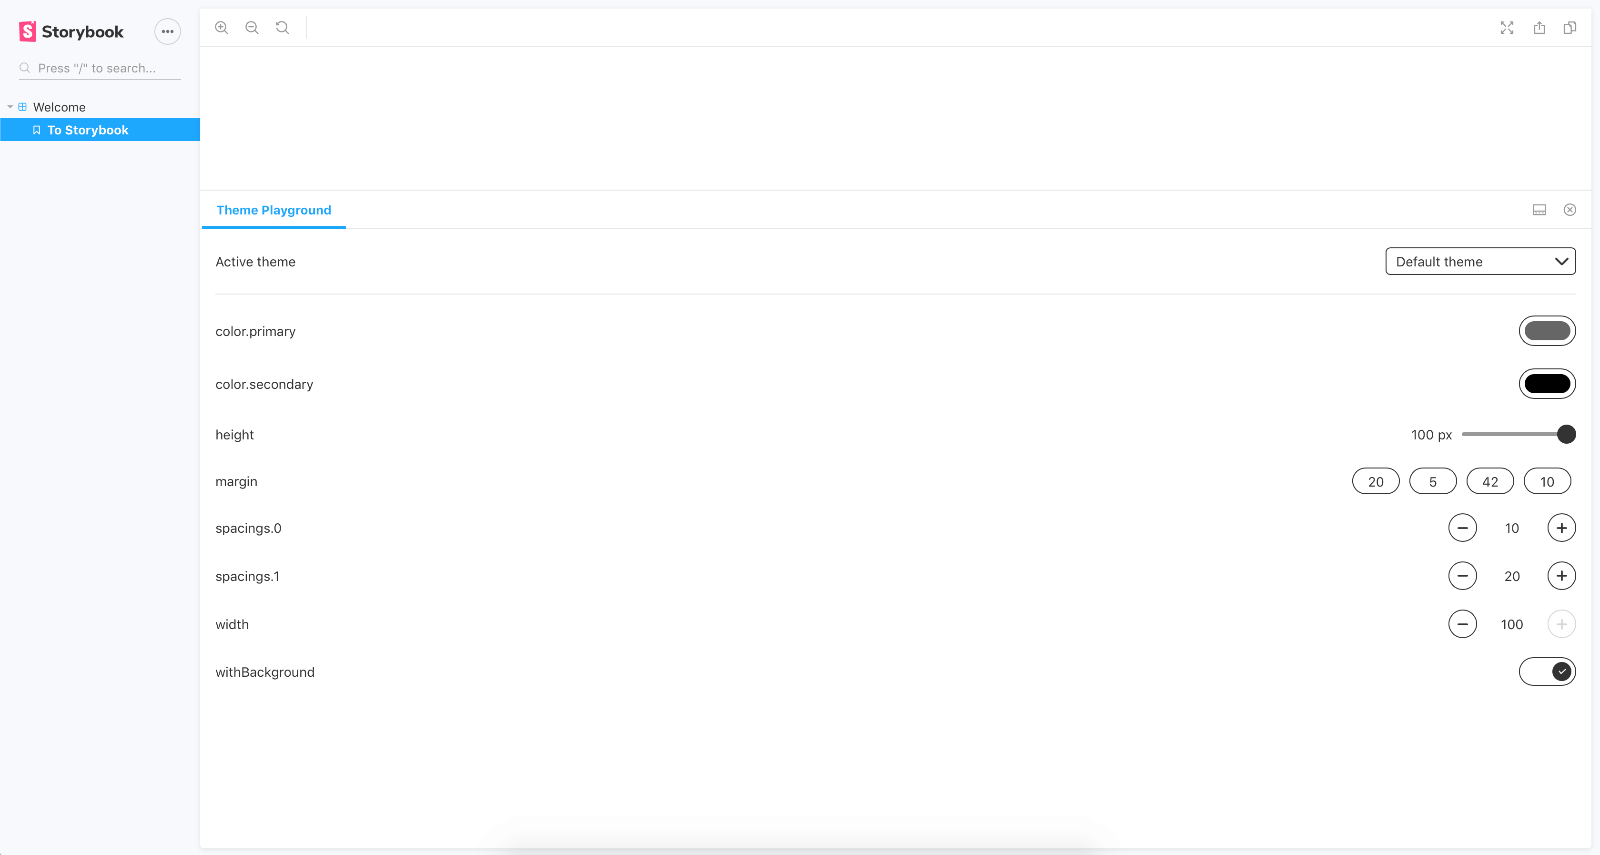 Storybook
Press "/" to search...
Welcome
To Storybook
Theme Playground
Active theme Default theme
color.primary
color.secondary
height 100 px
margin 20 5 42 10
spacings.0 10
spacings.1 20
width 100
withBackground